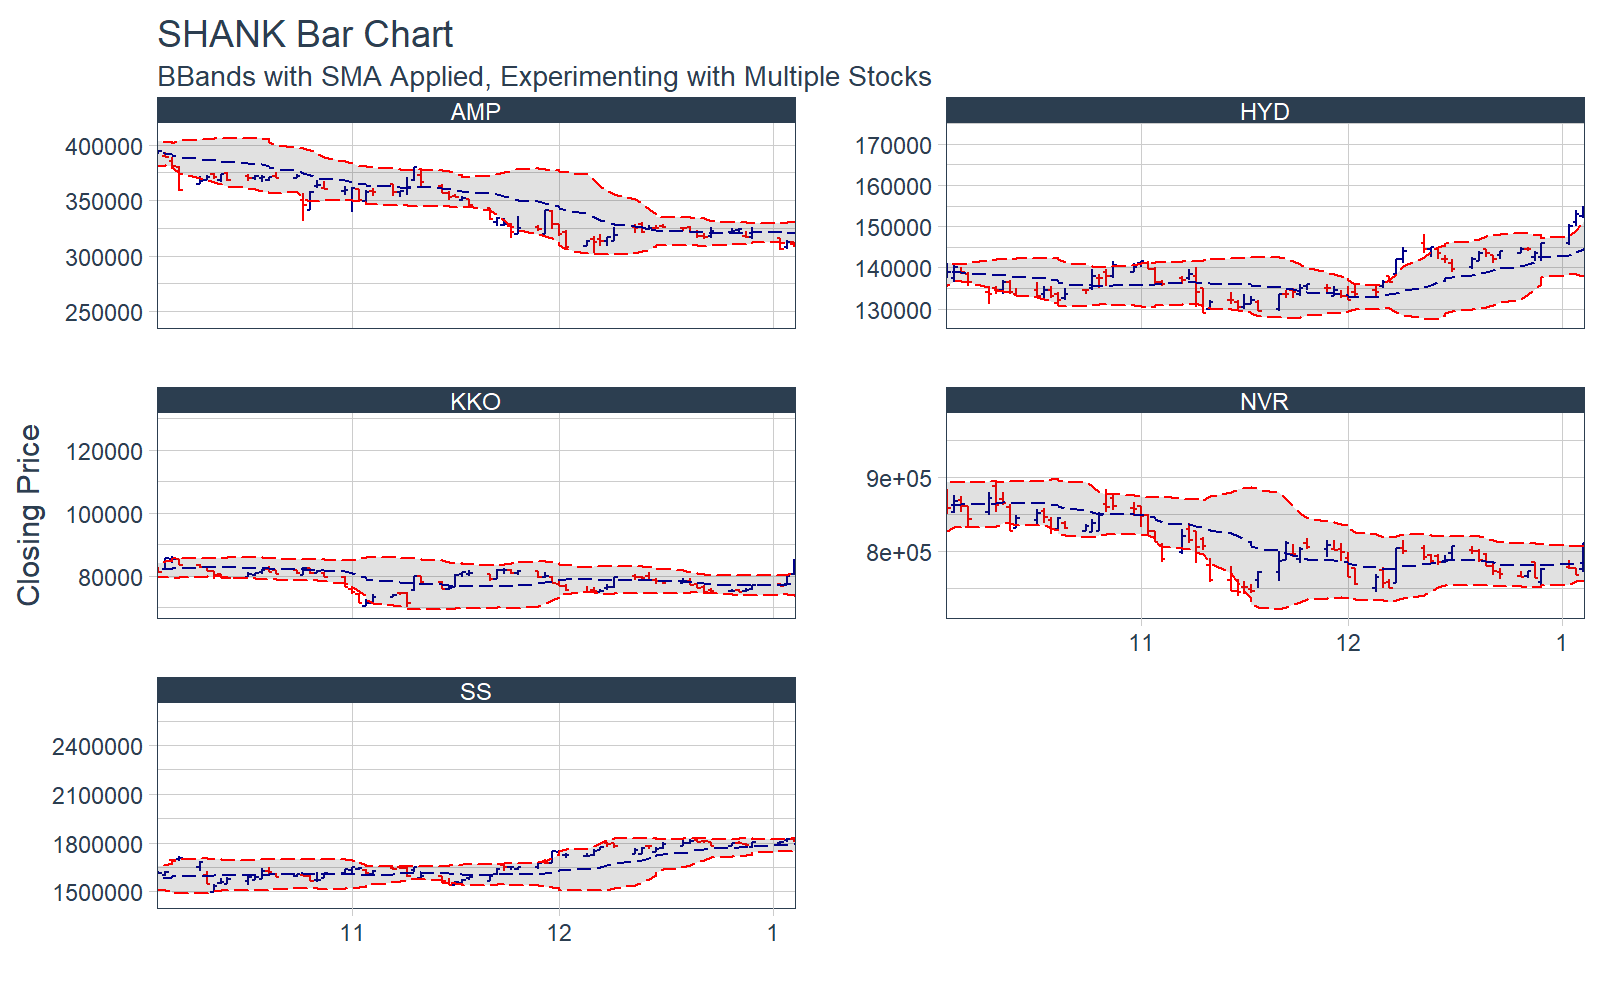 SHANK Bar Chart
BBands with SMA Applied, Experimenting with Multiple Stocks
AMP
400000
350000
300000
250000
HYD
170000
160000
150000
140000
130000
Closing Price
KKO
120000
100000
80000
NVR
9e+05
8e+05
11
12
1
SS
2400000
2100000
1800000
1500000
11
12
1